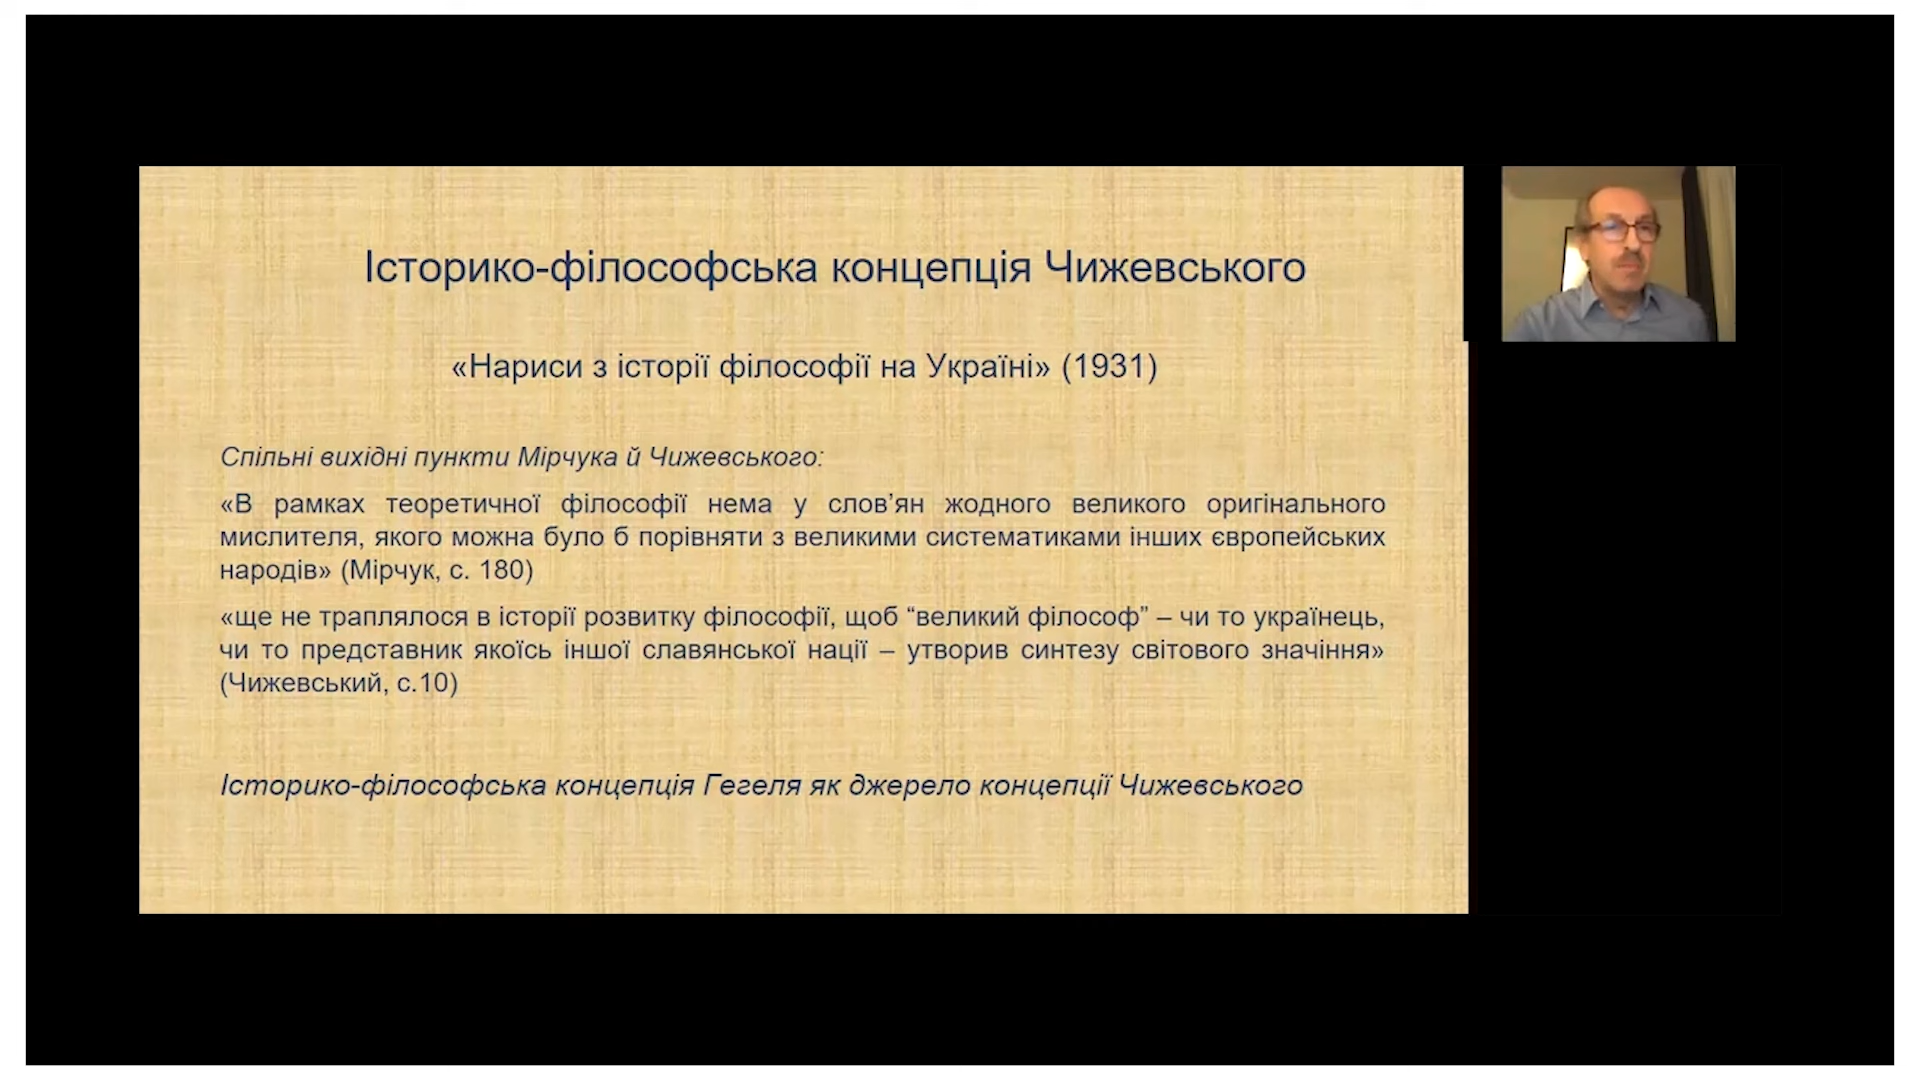 Історико-філософська концепція Чижевського
«Нариси з історії філософії на Україні» (1931)
Спільні вихідні пункти Мірчука й Чижевського:
«В рамках теоретичної філософії нема у слов’ян жодного великого оригінального
мислителя, якого можна було б порівняти з великими систематиками інших європейських
народів» (Мірчук, с. 180)
«ще не траплялося в історії розвитку філософії, щоб “великий філософ” – чи то українець,
чи то представник якоїсь іншої славянської нації – утворив синтезу світового значіння»
(Чижевський, с.10)
Історико-філософська концепція Гегеля як джерело концепції Чижевського